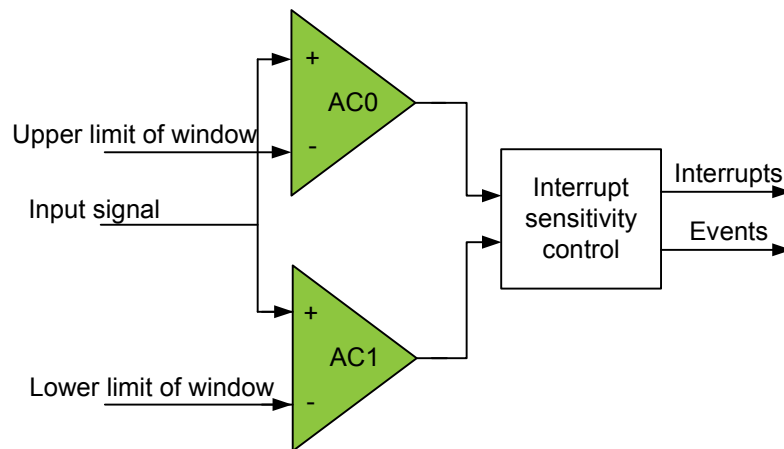 +
AC0
Upper limit of window
-
Input signal
Interrupt
sensitivity
control
Interrupts
Events
+
AC1
Lower limit of window
-